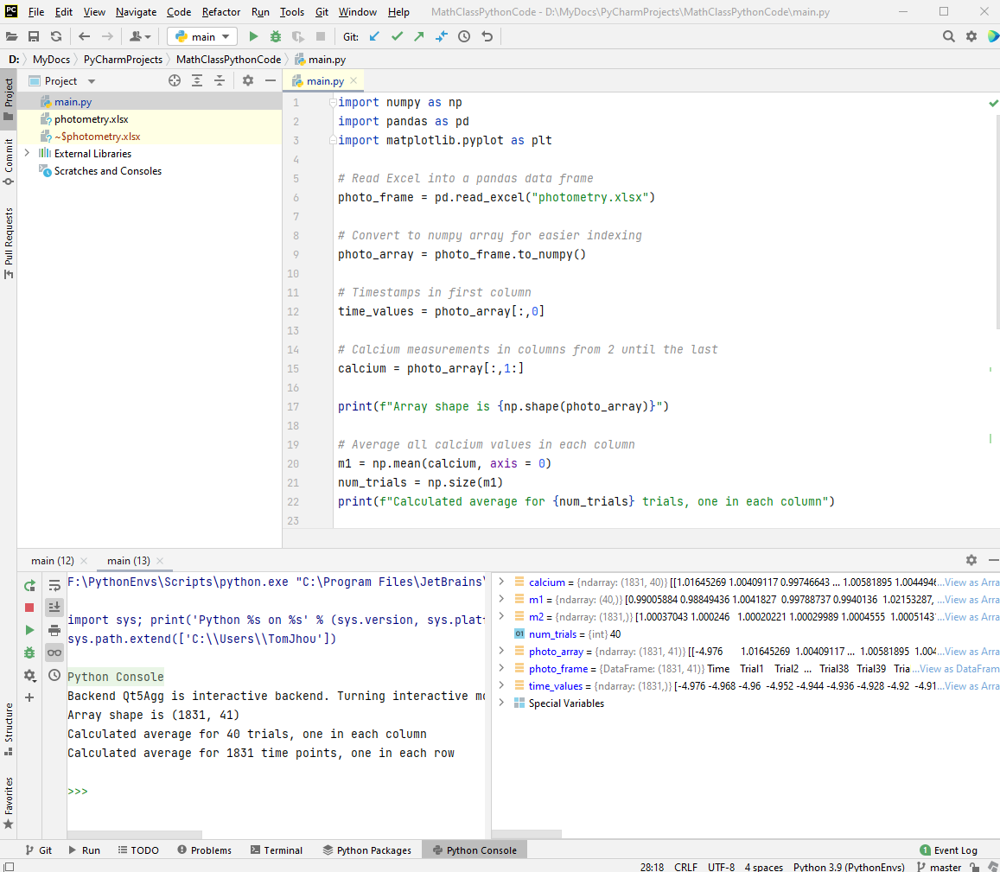 PC File Edit View Navigate Code Refactor Run Tools Git Window Help MathClassPythonCode - D:\MyDocs\PyCharmProjects\MathClassPythonCode\main.py
main Git:
D: MyDocs PyCharmProjects MathClassPythonCode main.py
Project
Commit
Pull Requests
Structure
Favorites
Project
main.py
photometry.xlsx
~$photometry.xlsx
External Libraries
Scratches and Consoles
main.py
1 import numpy as np
2 import pandas as pd
3 import matplotlib.pyplot as plt
4
5 # Read Excel into a pandas data frame
6 photo_frame = pd.read_excel("photometry.xlsx")
7
8 # Convert to numpy array for easier indexing
9 photo_array = photo_frame.to_numpy()
10
11 # Timestamps in first column
12 time_values = photo_array[:,0]
13
14 # Calcium measurements in columns from 2 until the last
15 calcium = photo_array[:,1:]
16
17 print(f"Array shape is {np.shape(photo_array)}")
18
19 # Average all calcium values in each column
20 m1 = np.mean(calcium, axis = 0)
21 num_trials = np.size(m1)
22 print(f"Calculated average for {num_trials} trials, one in each column")
23
main (12) main (13)
F:\PythonEnvs\Scripts\python.exe "C:\Program Files\JetBrains\
import sys; print('Python %s on %s' % (sys.version, sys.plat
sys.path.extend(['C:\\Users\\TomJhou'])
Python Console
Backend Qt5Agg is interactive backend. Turning interactive mo
Array shape is (1831, 41)
Calculated average for 40 trials, one in each column
Calculated average for 1831 time points, one in each row
>>>
calcium = {ndarray: (1831, 40)} [[1.01645269 1.00409117 0.99746643 ... 1.00581895 1.004494 ...View as Arra
m1 = {ndarray: (40,)} [0.99005884 0.98849436 1.0041827 0.99788737 0.9940136 1.02153287, ...View as Arra
m2 = {ndarray: (1831,)} [1.00037043 1.000246 1.00020221 1.00029989 1.0004555 1.0005143 ...View as Arra
01 num_trials = {int} 40
photo_array = {ndarray: (1831, 41)} [[-4.976 1.01645269 1.00409117 ... 1.00581895 1.004 ...View as Arra
photo_frame = {DataFrame: (1831, 41)} Time Trial1 Trial2 ... Trial38 Trial39 Tria ...View as DataFram
time_values = {ndarray: (1831,)} [-4.976 -4.968 -4.96 -4.952 -4.944 -4.936 -4.928 -4.92 -4.91 ...View as Arra
Special Variables
Git Run TODO Problems Terminal Python Packages Python Console 1 Event Log
28:18 CRLF UTF-8 4 spaces Python 3.9 (PythonEnvs) master